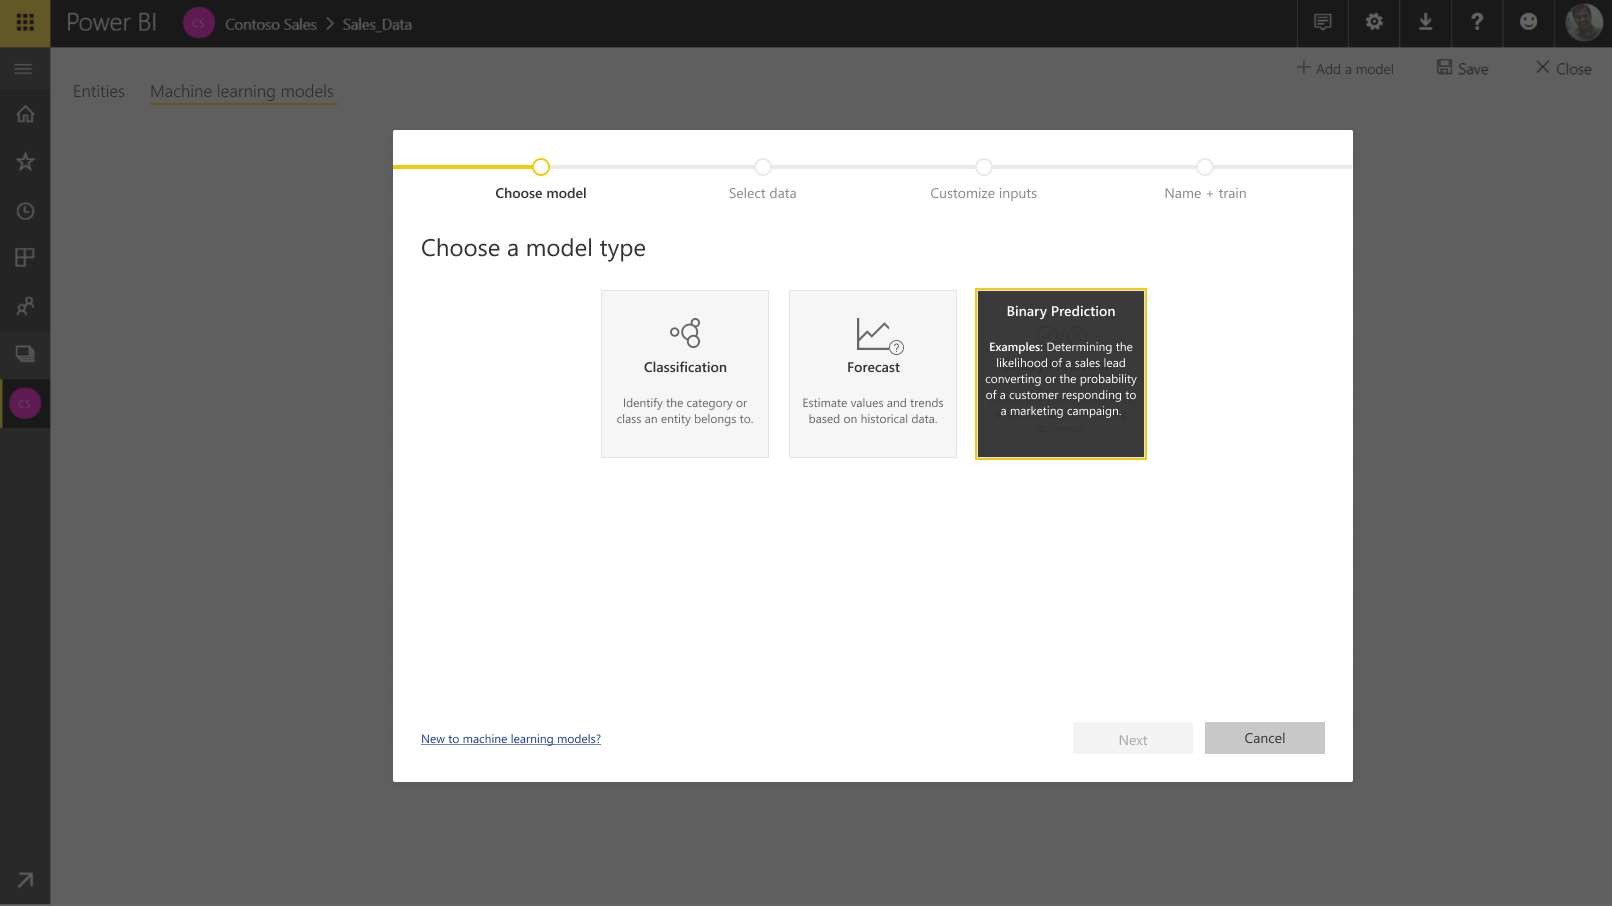 Power BI
CS
Contoso Sales > Sales_Data
Add a model
Save
Close
Entities
Machine learning models
Choose model
Select data
Customize inputs
Name + train
Choose a model type
Classification
Identify the category or
class an entity belongs to.
Forecast
Estimate values and trends
based on historical data.
Binary Prediction
Examples: Determining the
likelihood of a sales lead
converting or the probability
of a customer responding to
a marketing campaign.
CS
New to machine learning models?
Next
Cancel